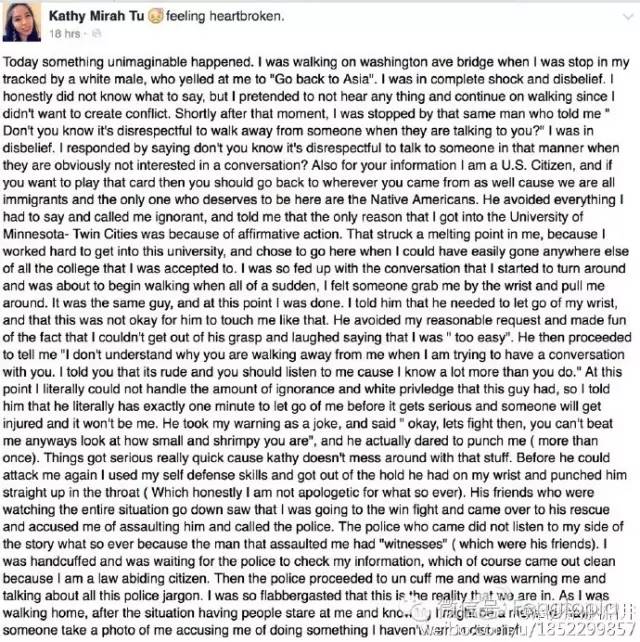 Kathy Mirah Tu feeling heartbroken.
18 hrs ·
Today something unimaginable happened. I was walking on washington ave bridge when I was stop in my
tracked by a white male, who yelled at me to "Go back to Asia". I was in complete shock and disbelief. I
honestly did not know what to say, but I pretended to not hear any thing and continue on walking since I
didn't want to create conflict. Shortly after that moment, I was stopped by that same man who told me "
Don't you know it's disrespectful to walk away from someone when they are talking to you?" I was in
disbelief. I responded by saying don't you know it's disrespectful to talk to someone in that manner when
they are obviously not interested in a conversation? Also for your information I am a U.S. Citizen, and if
you want to play that card then you should go back to wherever you came from as well cause we are all
immigrants and the only one who deserves to be here are the Native Americans. He avoided everything I
had to say and called me ignorant, and told me that the only reason that I got into the University of
Minnesota- Twin Cities was because of affirmative action. That struck a melting point in me, because I
worked hard to get into this university, and chose to go here when I could have easily gone anywhere else
of all the college that I was accepted to. I was so fed up with the conversation that I started to turn around
and was about to begin walking when all of a sudden, I felt someone grab me by the wrist and pull me
around. It was the same guy, and at this point I was done. I told him that he needed to let go of my wrist,
and that this was not okay for him to touch me like that. He avoided my reasonable request and made fun
of the fact that I couldn't get out of his grasp and laughed saying that I was " too easy". He then proceeded
to tell me "I don't understand why you are walking away from me when I am trying to have a conversation
with you. I told you that its rude and you should listen to me cause I know a lot more than you do." At this
point I literally could not handle the amount of ignorance and white privledge that this guy had, so I told
him that he literally has exactly one minute to let go of me before it gets serious and someone will get
injured and it won't be me. He took my warning as a joke, and said " okay, lets fight then, you can't beat
me anyways look at how small and shrimpy you are", and he actually dared to punch me ( more than
once). Things got serious really quick cause kathy doesn't mess around with that stuff. Before he could
attack me again I used my self defense skills and got out of the hold he had on my wrist and punched him
straight up in the throat ( Which honestly I am not apologetic for what so ever). His friends who were
watching the entire situation go down saw that I was going to the win fight and came over to his rescue
and accused me of assaulting him and called the police. The police who came did not listen to my side of
the story what so ever because the man that assaulted me had "witnesses" ( which were his friends). I
was handcuffed and was waiting for the police to check my information, which of course came out clean
because I am a law abiding citizen. Then the police proceeded to un cuff me and was warning me and
talking about all this police jargon. I was so flabbergasted that this is the reality that we are in. As I was
walking home, after the situation having people stare at me and
someone take a photo of me accusing me of doing something I haven't